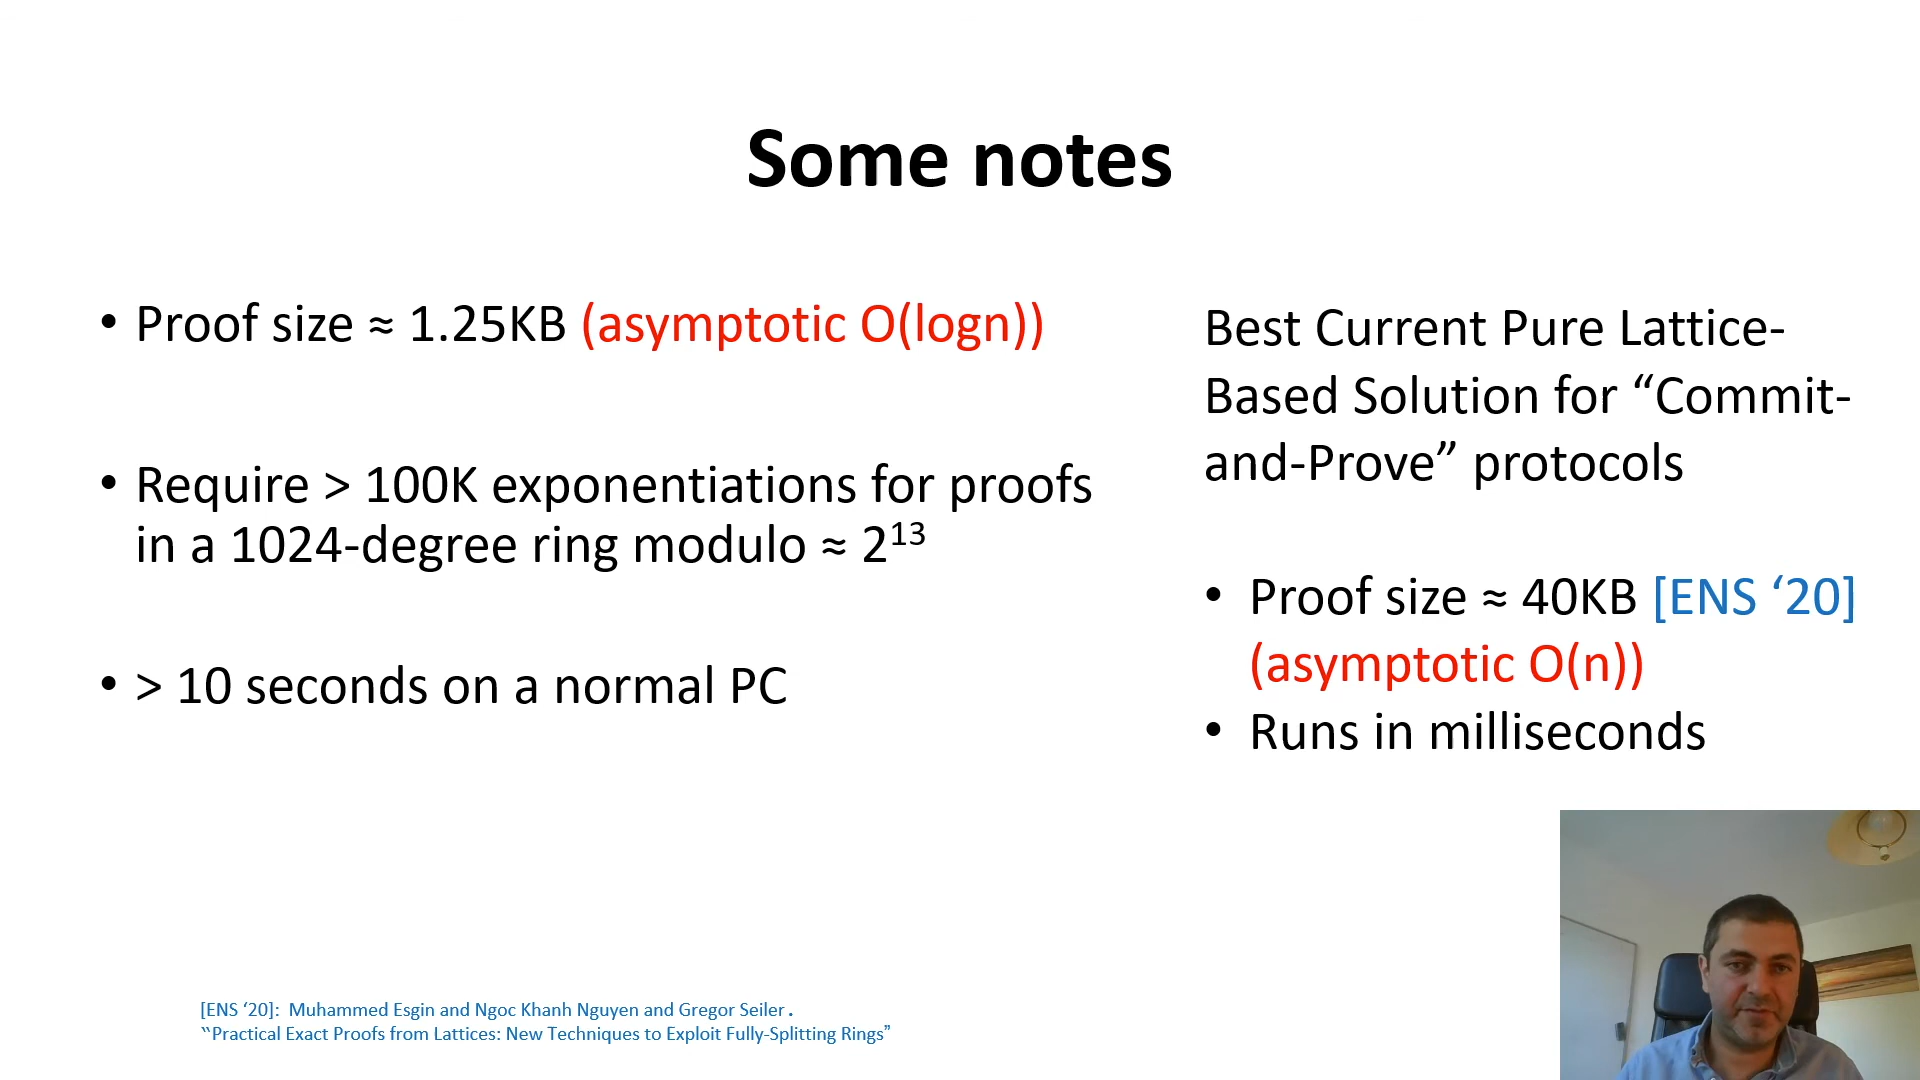 Some notes
• Proof size ≈ 1.25KB (asymptotic O(logn))
• Require > 100K exponentiations for proofs
in a 1024-degree ring modulo ≈ 2¹³
• > 10 seconds on a normal PC
Best Current Pure Lattice-
Based Solution for “Commit-
and-Prove” protocols
• Proof size ≈ 40KB [ENS ‘20]
(asymptotic O(n))
• Runs in milliseconds
[ENS ‘20]: Muhammed Esgin and Ngoc Khanh Nguyen and Gregor Seiler.
“Practical Exact Proofs from Lattices: New Techniques to Exploit Fully-Splitting Rings”